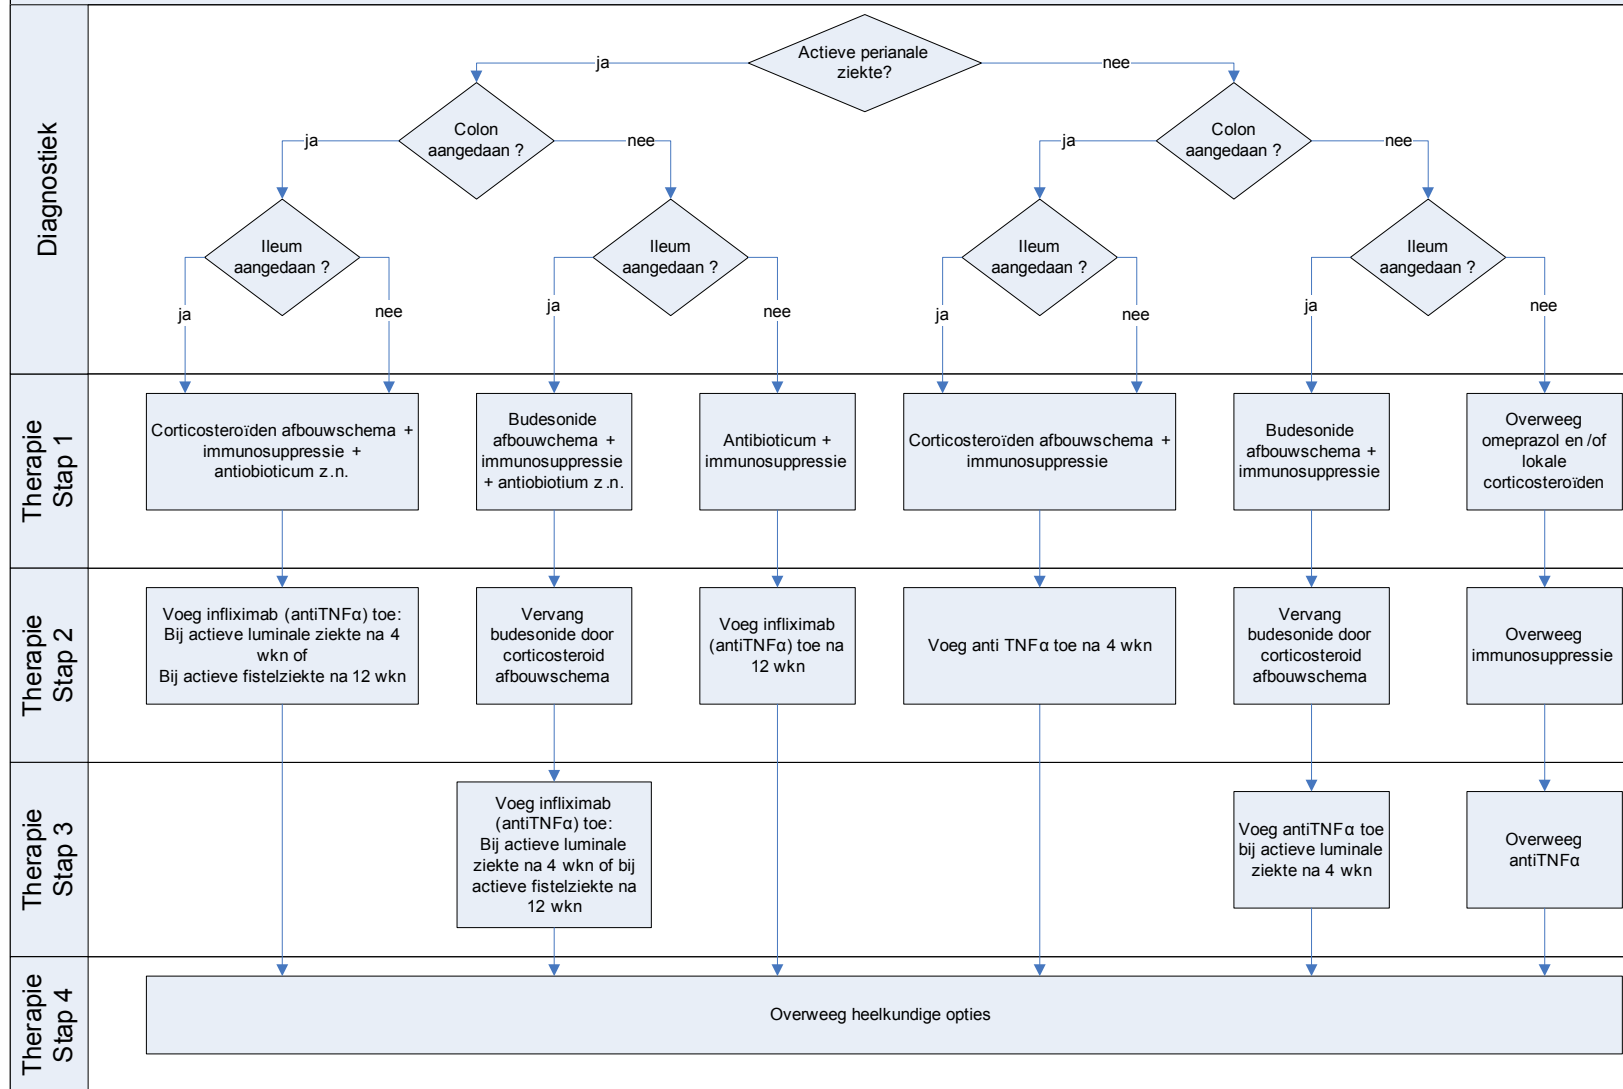 Diagnostiek
Actieve perianale
ziekte?
ja
nee
Colon
aangedaan ?
Colon
aangedaan ?
ja
nee
ja
nee
Ileum
aangedaan ?
Ileum
aangedaan ?
Ileum
aangedaan ?
Ileum
aangedaan ?
ja
nee
ja
nee
ja
nee
ja
nee
Therapie
Stap 1
Corticosteroïden afbouwschema +
immunosuppressie +
antiobioticum z.n.
Budesonide
afbouwchema +
immunosuppressie
+ antiobiotium z.n.
Antibioticum +
immunosuppressie
Corticosteroïden afbouwschema +
immunosuppressie
Budesonide
afbouwschema +
immunosuppressie
Overweeg
omeprazol en /of
lokale
corticosteroïden
Therapie
Stap 2
Voeg infliximab (antiTNFα) toe:
Bij actieve luminale ziekte na 4
wkn of
Bij actieve fistelziekte na 12 wkn
Vervang
budesonide door
corticosteroid
afbouwschema
Voeg infliximab
(antiTNFα) toe na
12 wkn
Voeg anti TNFα toe na 4 wkn
Vervang
budesonide door
corticosteroid
afbouwschema
Overweeg
immunosuppressie
Therapie
Stap 3
Voeg infliximab
(antiTNFα) toe:
Bij actieve luminale
ziekte na 4 wkn of bij
actieve fistelziekte na
12 wkn
Voeg antiTNFα toe
bij actieve luminale
ziekte na 4 wkn
Overweeg
antiTNFα
Therapie
Stap 4
Overweeg heelkundige opties